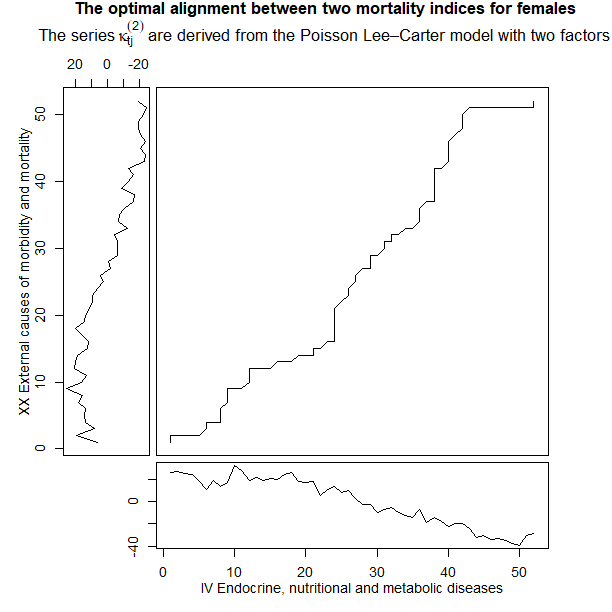 The optimal alignment between two mortality indices for females
The series κ_tj^(2) are derived from the Poisson Lee–Carter model with two factors
20 0 -20
XX External causes of morbidity and mortality
0 10 20 30 40 50
-40 0
0 10 20 30 40 50
IV Endocrine, nutritional and metabolic diseases